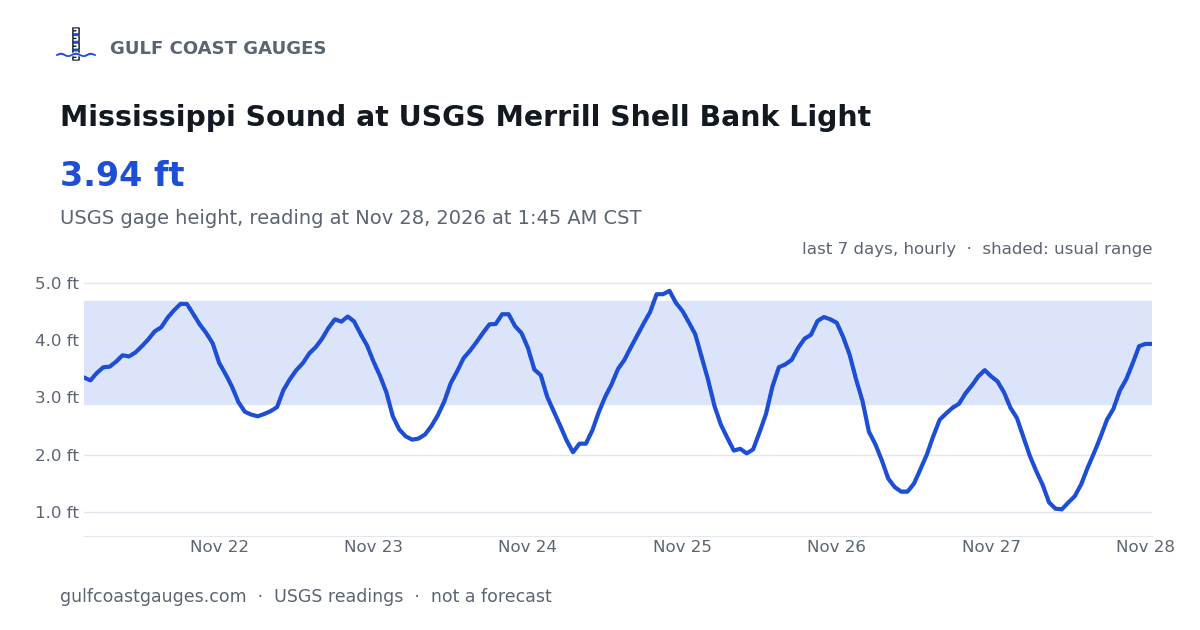 GULF COAST GAUGES
Mississippi Sound at USGS Merrill Shell Bank Light
3.94 ft
USGS gage height, reading at Nov 28, 2026 at 1:45 AM CST
last 7 days, hourly · shaded: usual range
5.0 ft
4.0 ft
3.0 ft
2.0 ft
1.0 ft
Nov 22 Nov 23 Nov 24 Nov 25 Nov 26 Nov 27 Nov 28
gulfcoastgauges.com · USGS readings · not a forecast